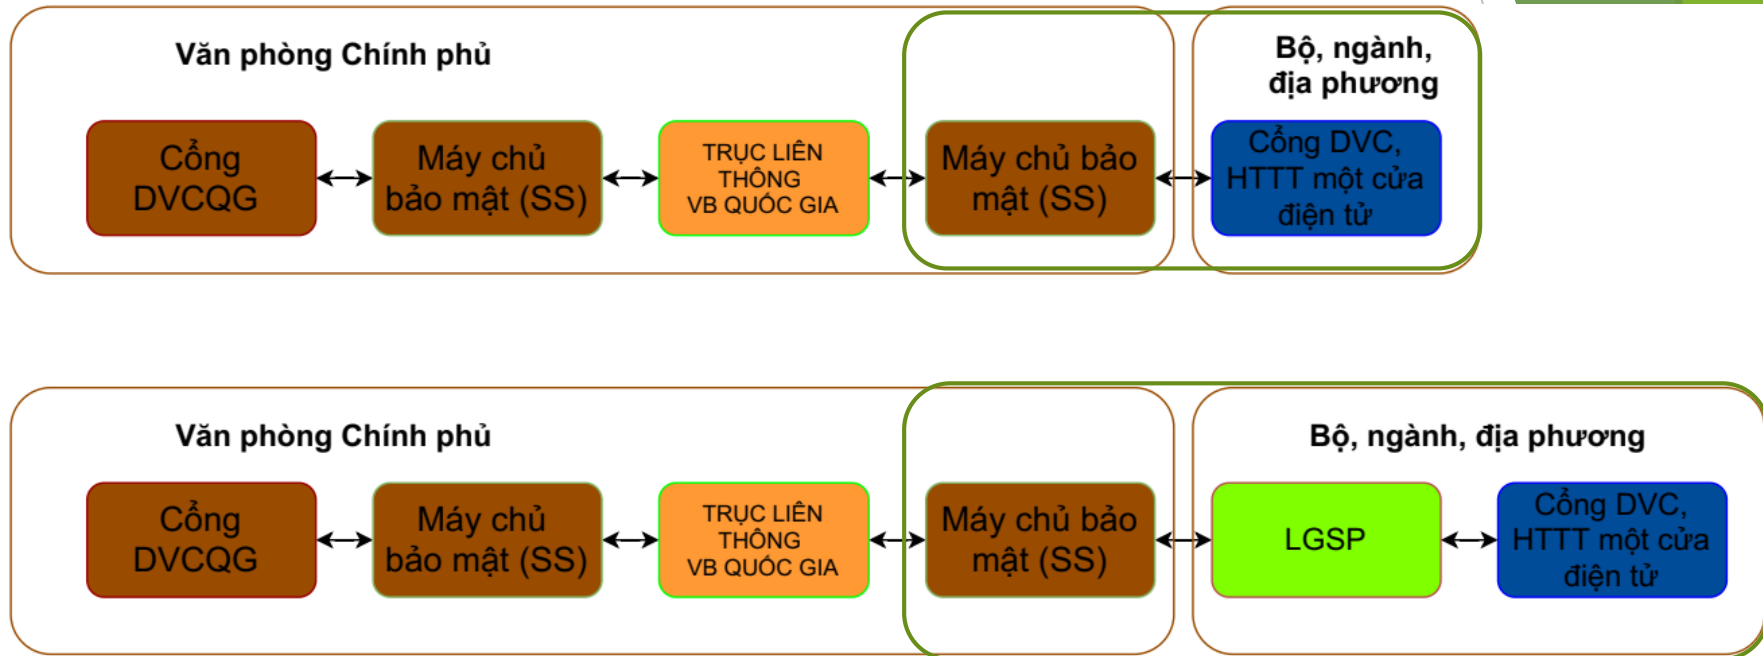 Văn phòng Chính phủ
Bộ, ngành,
địa phương
Cổng
DVCQG
Máy chủ
bảo mật (SS)
TRỤC LIÊN
THÔNG
VB QUỐC GIA
Máy chủ bảo
mật (SS)
Cổng DVC,
HTTT một cửa
điện tử
Văn phòng Chính phủ
Bộ, ngành, địa phương
Cổng
DVCQG
Máy chủ
bảo mật (SS)
TRỤC LIÊN
THÔNG
VB QUỐC GIA
Máy chủ bảo
mật (SS)
LGSP
Cổng DVC,
HTTT một cửa
điện tử